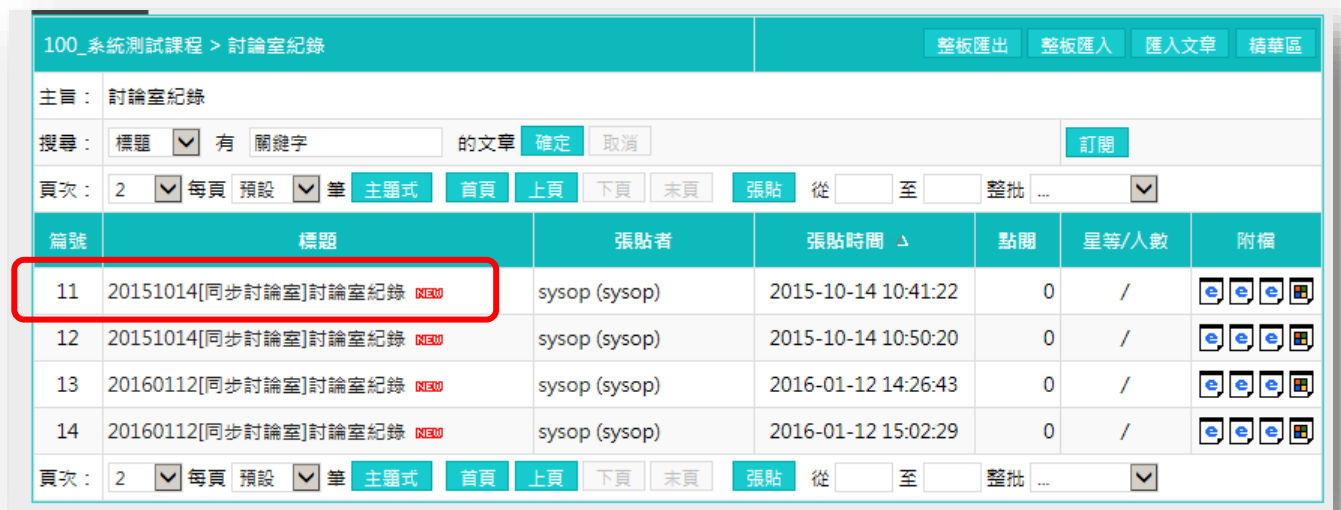 100_系統測試課程 > 討論室紀錄 整板匯出 整板匯入 匯入文章 精華區
主旨： 討論室紀錄
搜尋： 標題 有 關鍵字 的文章 確定 取消 訂閱
頁次： 2 每頁 預設 筆 主題式 首頁 上頁 下頁 末頁 張貼 從 至 整批 ...
篇號 標題 張貼者 張貼時間 △ 點閱 星等/人數 附檔
11 20151014[同步討論室]討論室紀錄 NEW sysop (sysop) 2015-10-14 10:41:22 0 /
12 20151014[同步討論室]討論室紀錄 NEW sysop (sysop) 2015-10-14 10:50:20 0 /
13 20160112[同步討論室]討論室紀錄 NEW sysop (sysop) 2016-01-12 14:26:43 0 /
14 20160112[同步討論室]討論室紀錄 NEW sysop (sysop) 2016-01-12 15:02:29 0 /
頁次： 2 每頁 預設 筆 主題式 首頁 上頁 下頁 末頁 張貼 從 至 整批 ...